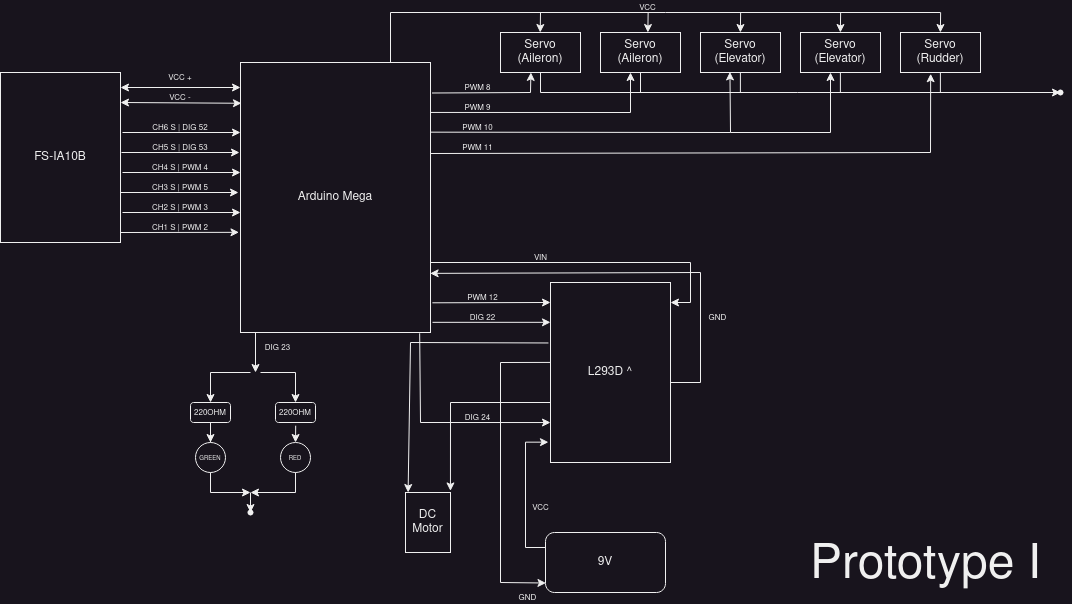 VCC
Servo
(Aileron)
Servo
(Aileron)
Servo
(Elevator)
Servo
(Elevator)
Servo
(Rudder)
VCC +
VCC -
CH6 S | DIG 52
CH5 S | DIG 53
CH4 S | PWM 4
CH3 S | PWM 5
CH2 S | PWM 3
CH1 S | PWM 2
FS-IA10B
Arduino Mega
PWM 8
PWM 9
PWM 10
PWM 11
VIN
PWM 12
DIG 22
GND
L293D ^
DIG 23
220OHM
220OHM
GREEN
RED
DIG 24
DC
Motor
VCC
9V
GND
Prototype I